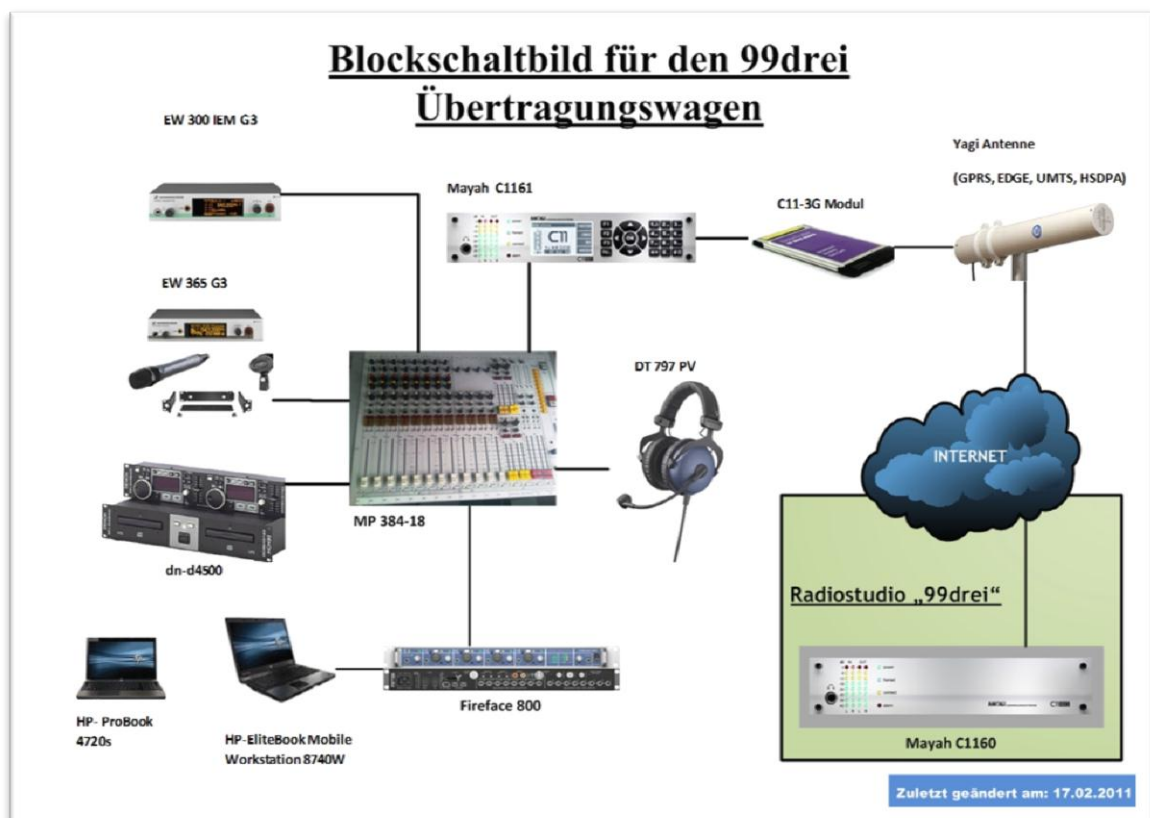 Blockschaltbild für den 99drei
Übertragungswagen
EW 300 IEM G3
Mayah C1161
C11-3G Modul
Yagi Antenne
(GPRS, EDGE, UMTS, HSDPA)
C11
EW 365 G3
DT 797 PV
INTERNET
MP 384-18
dn-d4500
Radiostudio „99drei“
Fireface 800
HP- ProBook
4720s
HP-EliteBook Mobile
Workstation 8740W
Mayah C1160
Zuletzt geändert am: 17.02.2011